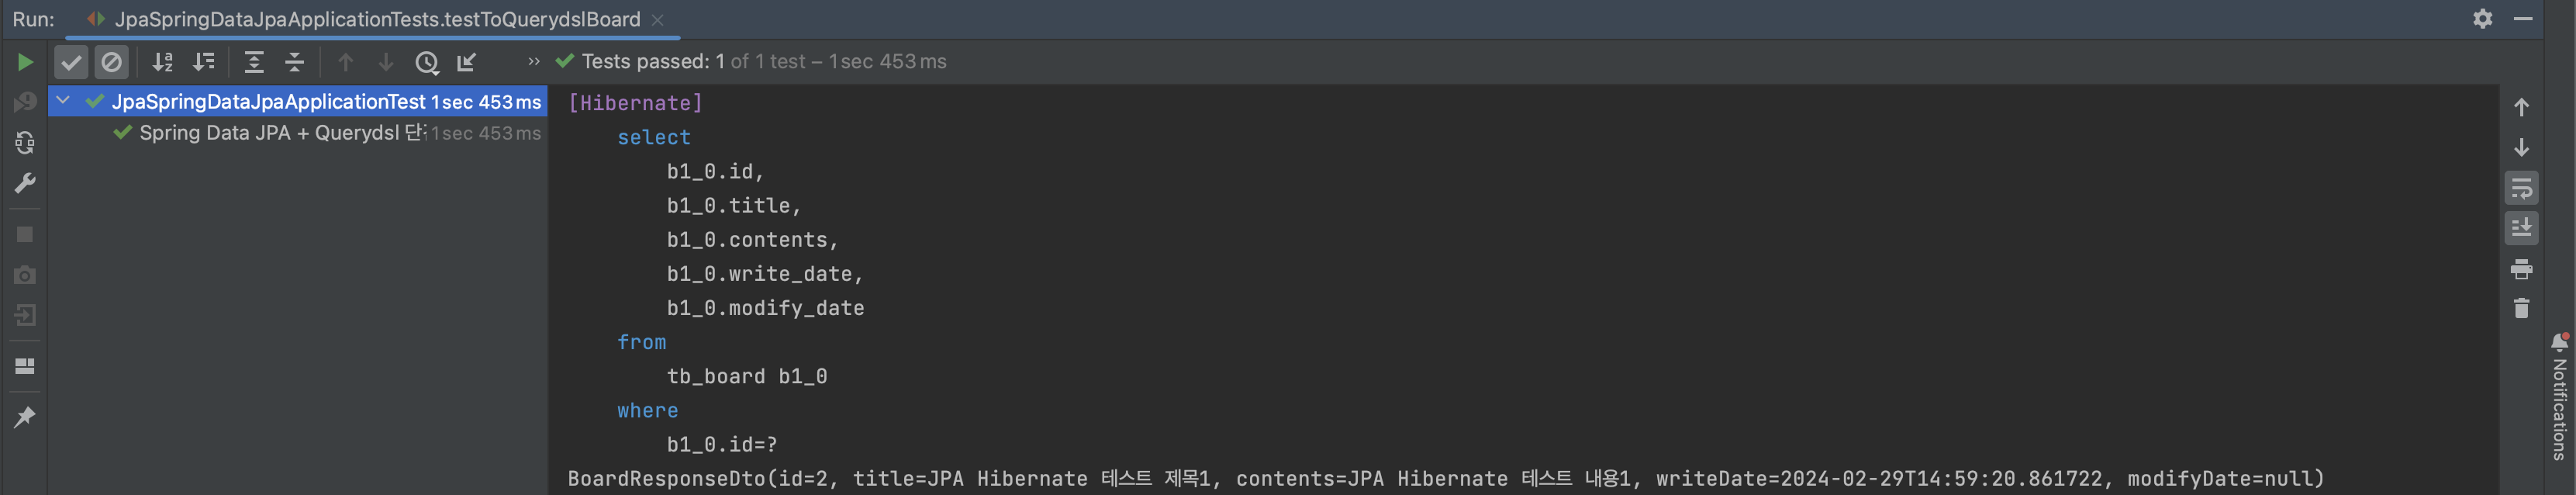 Run: JpaSpringDataJpaApplicationTests.testToQuerydslBoard
Tests passed: 1 of 1 test – 1 sec 453 ms
JpaSpringDataJpaApplicationTest 1 sec 453 ms
Spring Data JPA + Querydsl 1 sec 453 ms
[Hibernate]
select
b1_0.id,
b1_0.title,
b1_0.contents,
b1_0.write_date,
b1_0.modify_date
from
tb_board b1_0
where
b1_0.id=?
BoardResponseDto(id=2, title=JPA Hibernate 테스트 제목1, contents=JPA Hibernate 테스트 내용1, writeDate=2024-02-29T14:59:20.861722, modifyDate=null)
Notifications